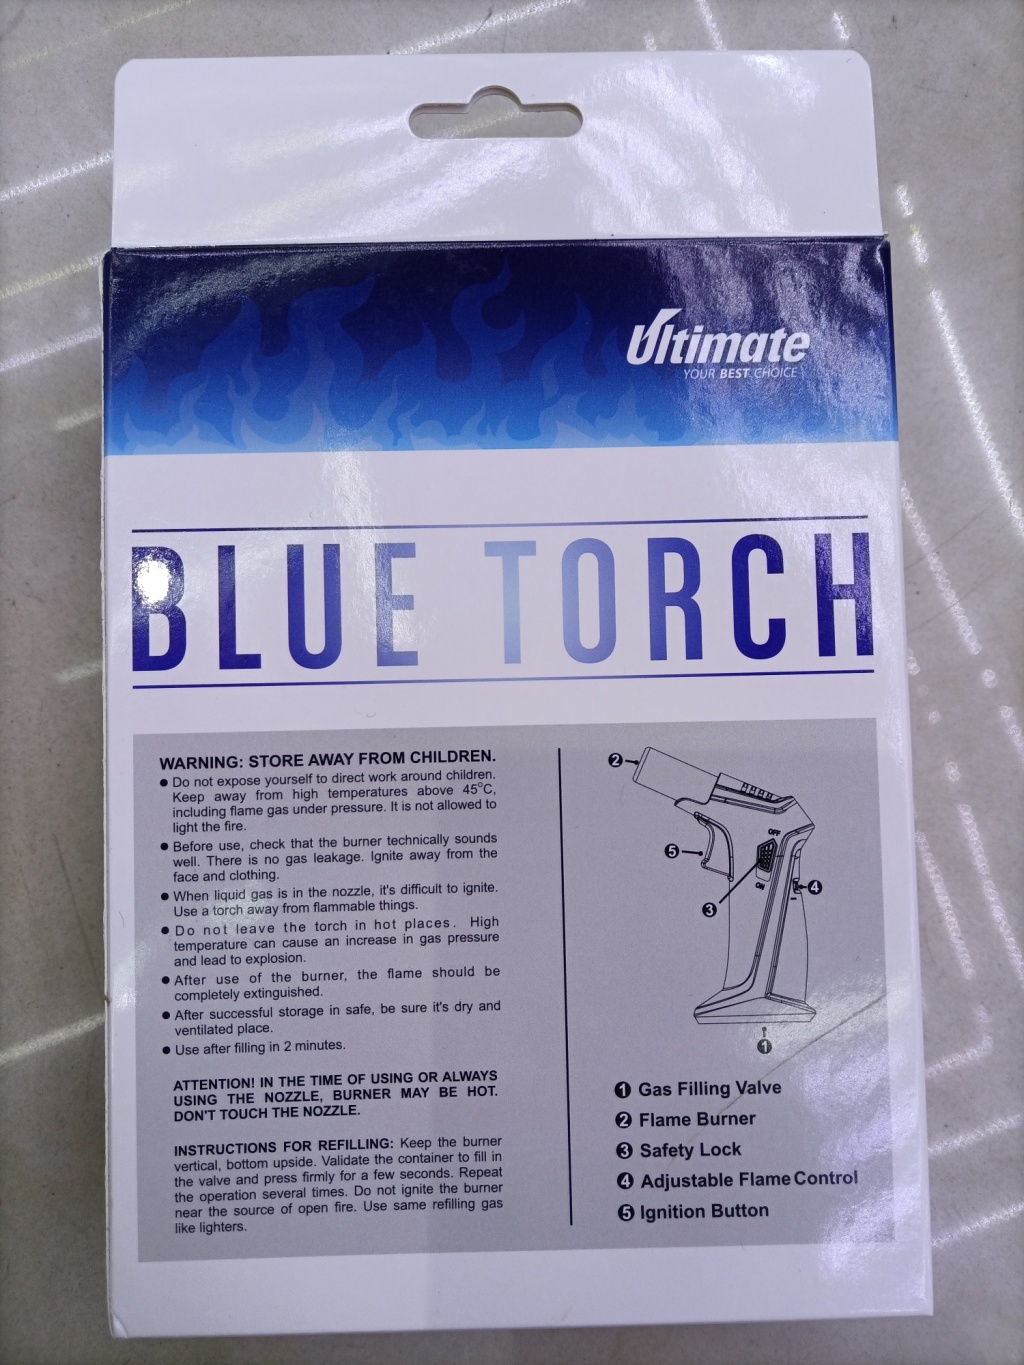 Ultimate
YOUR BEST CHOICE
BLUE TORCH
WARNING: STORE AWAY FROM CHILDREN.
● Do not expose yourself to direct work around children.
Keep away from high temperatures above 45°C,
including flame gas under pressure. It is not allowed to
light the fire.
● Before use, check that the burner technically sounds
well. There is no gas leakage. Ignite away from the
face and clothing.
● When liquid gas is in the nozzle, it's difficult to ignite.
Use a torch away from flammable things.
● Do not leave the torch in hot places. High
temperature can cause an increase in gas pressure
and lead to explosion.
● After use of the burner, the flame should be
completely extinguished.
● After successful storage in safe, be sure it's dry and
ventilated place.
● Use after filling in 2 minutes.
ATTENTION! IN THE TIME OF USING OR ALWAYS
USING THE NOZZLE, BURNER MAY BE HOT.
DON'T TOUCH THE NOZZLE.
INSTRUCTIONS FOR REFILLING: Keep the burner
vertical, bottom upside. Validate the container to fill in
the valve and press firmly for a few seconds. Repeat
the operation several times. Do not ignite the burner
near the source of open fire. Use same refilling gas
like lighters.
2
OFF
5
ON
4
3
1
1 Gas Filling Valve
2 Flame Burner
3 Safety Lock
4 Adjustable Flame Control
5 Ignition Button